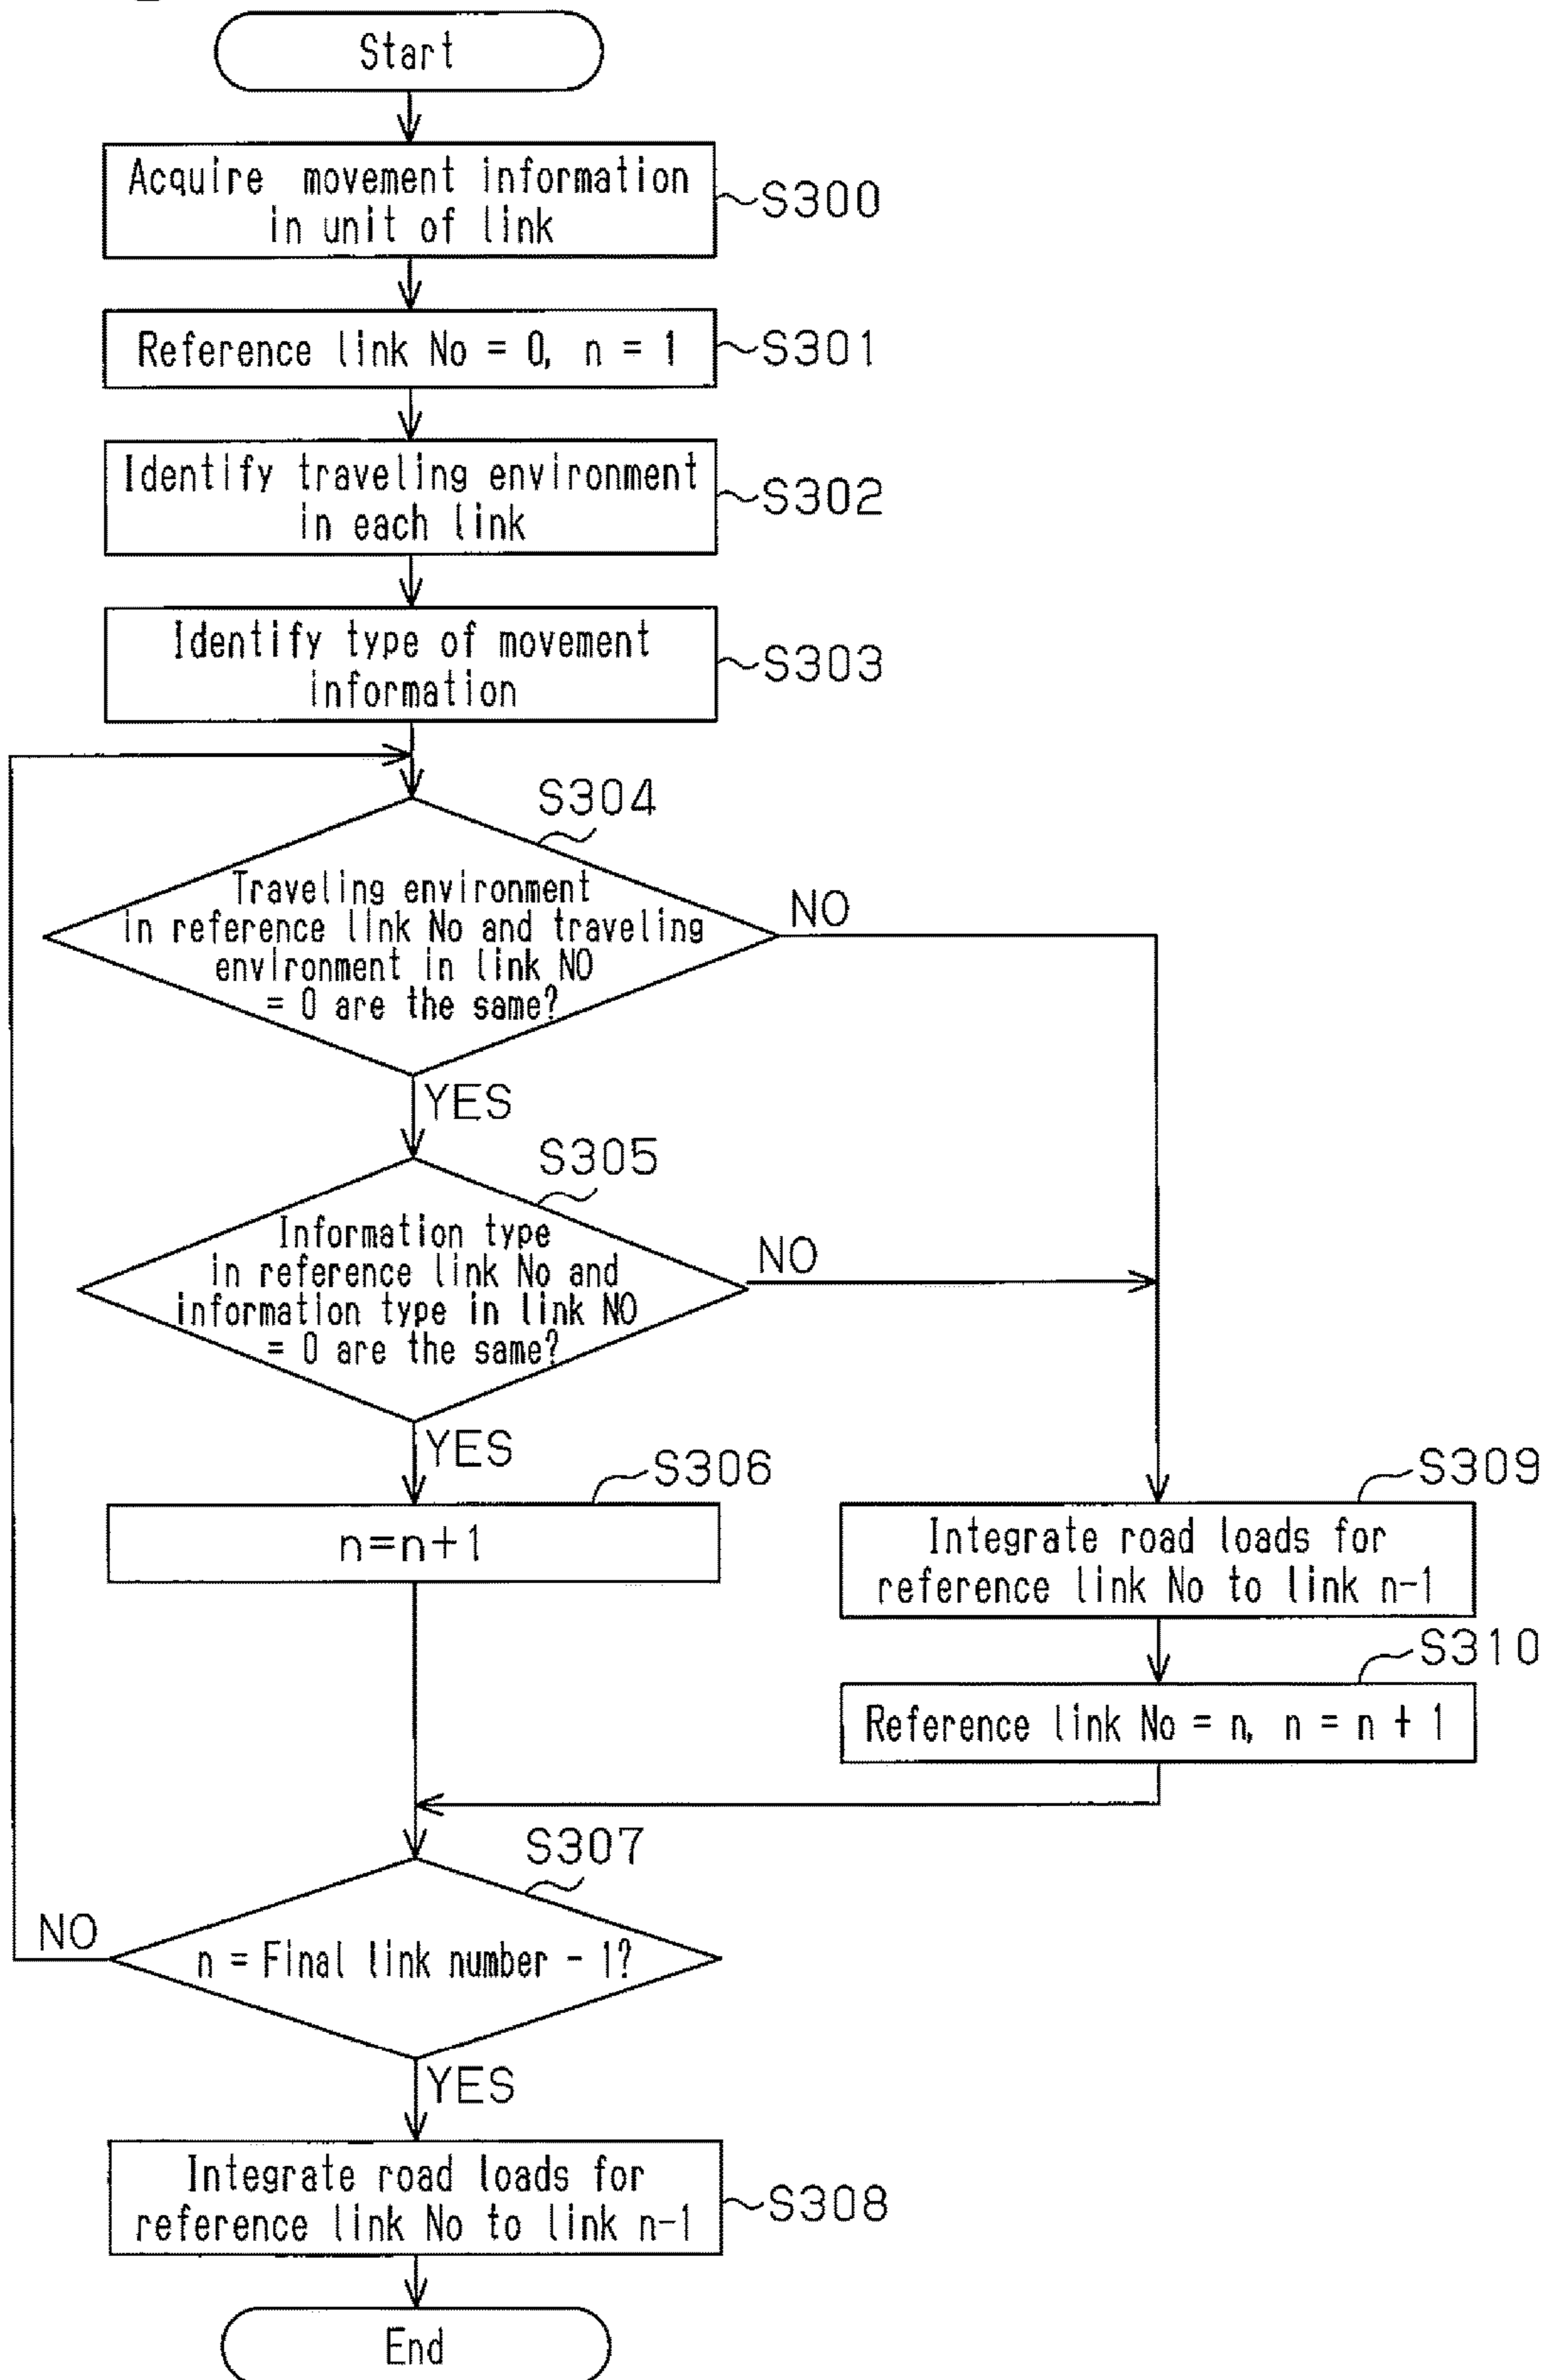 Start
Acquire movement information
in unit of link
S300
Reference link No = 0, n = 1
S301
Identify traveling environment
in each link
S302
Identify type of movement
information
S303
S304
Traveling environment
in reference link No and traveling
environment in link NO
= 0 are the same?
NO
YES
S305
Information type
in reference link No and
information type in link NO
= 0 are the same?
NO
YES
S306
n=n+1
S309
Integrate road loads for
reference link No to link n-1
S310
Reference link No = n, n = n + 1
S307
n = Final link number - 1?
NO
YES
Integrate road loads for
reference link No to link n-1
S308
End